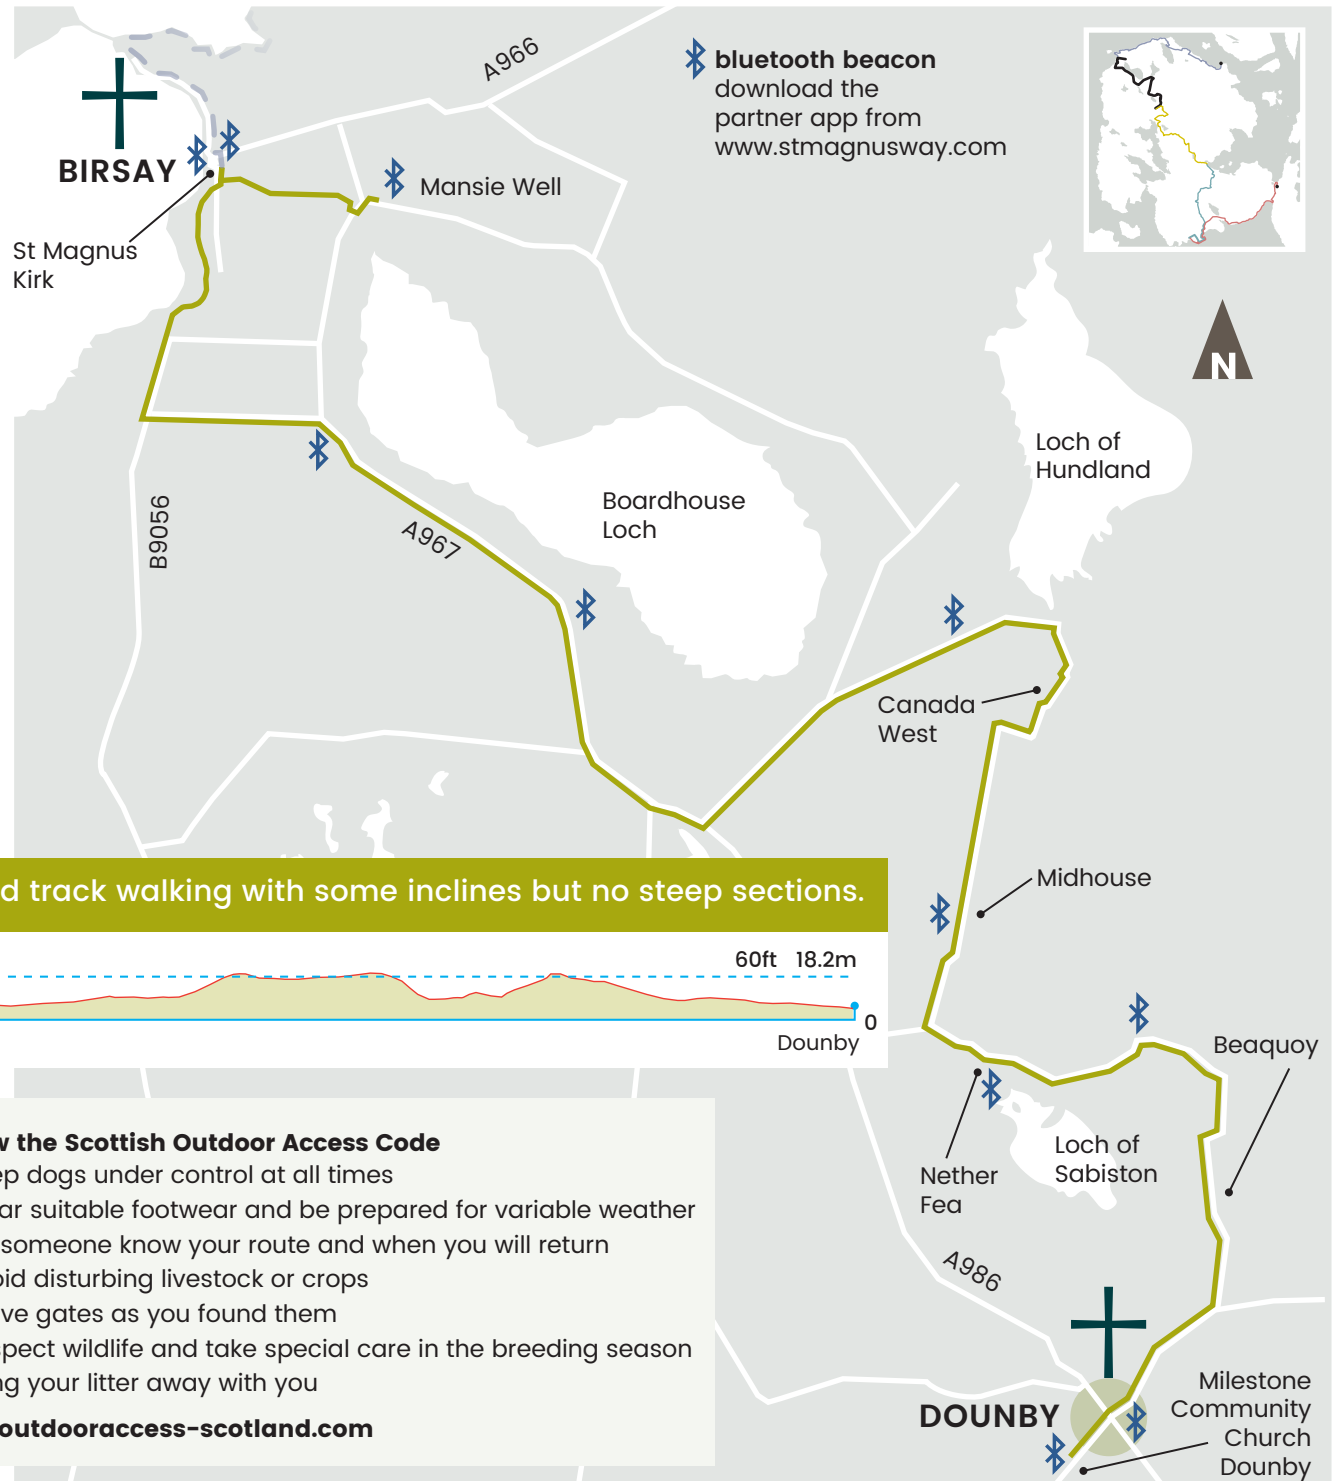 A966
bluetooth beacon
download the
partner app from
www.stmagnusway.com
BIRSAY
Mansie Well
St Magnus
Kirk
N
Loch of
Hundland
Boardhouse
Loch
B9056
A967
Canada
West
Midhouse
d track walking with some inclines but no steep sections.
60ft 18.2m
0
Dounby
Beaquoy
Loch of
Sabiston
Nether
Fea
w the Scottish Outdoor Access Code
ep dogs under control at all times
ar suitable footwear and be prepared for variable weather
someone know your route and when you will return
oid disturbing livestock or crops
ve gates as you found them
spect wildlife and take special care in the breeding season
ng your litter away with you
outdooraccess-scotland.com
A986
DOUNBY
Milestone
Community
Church
Dounby